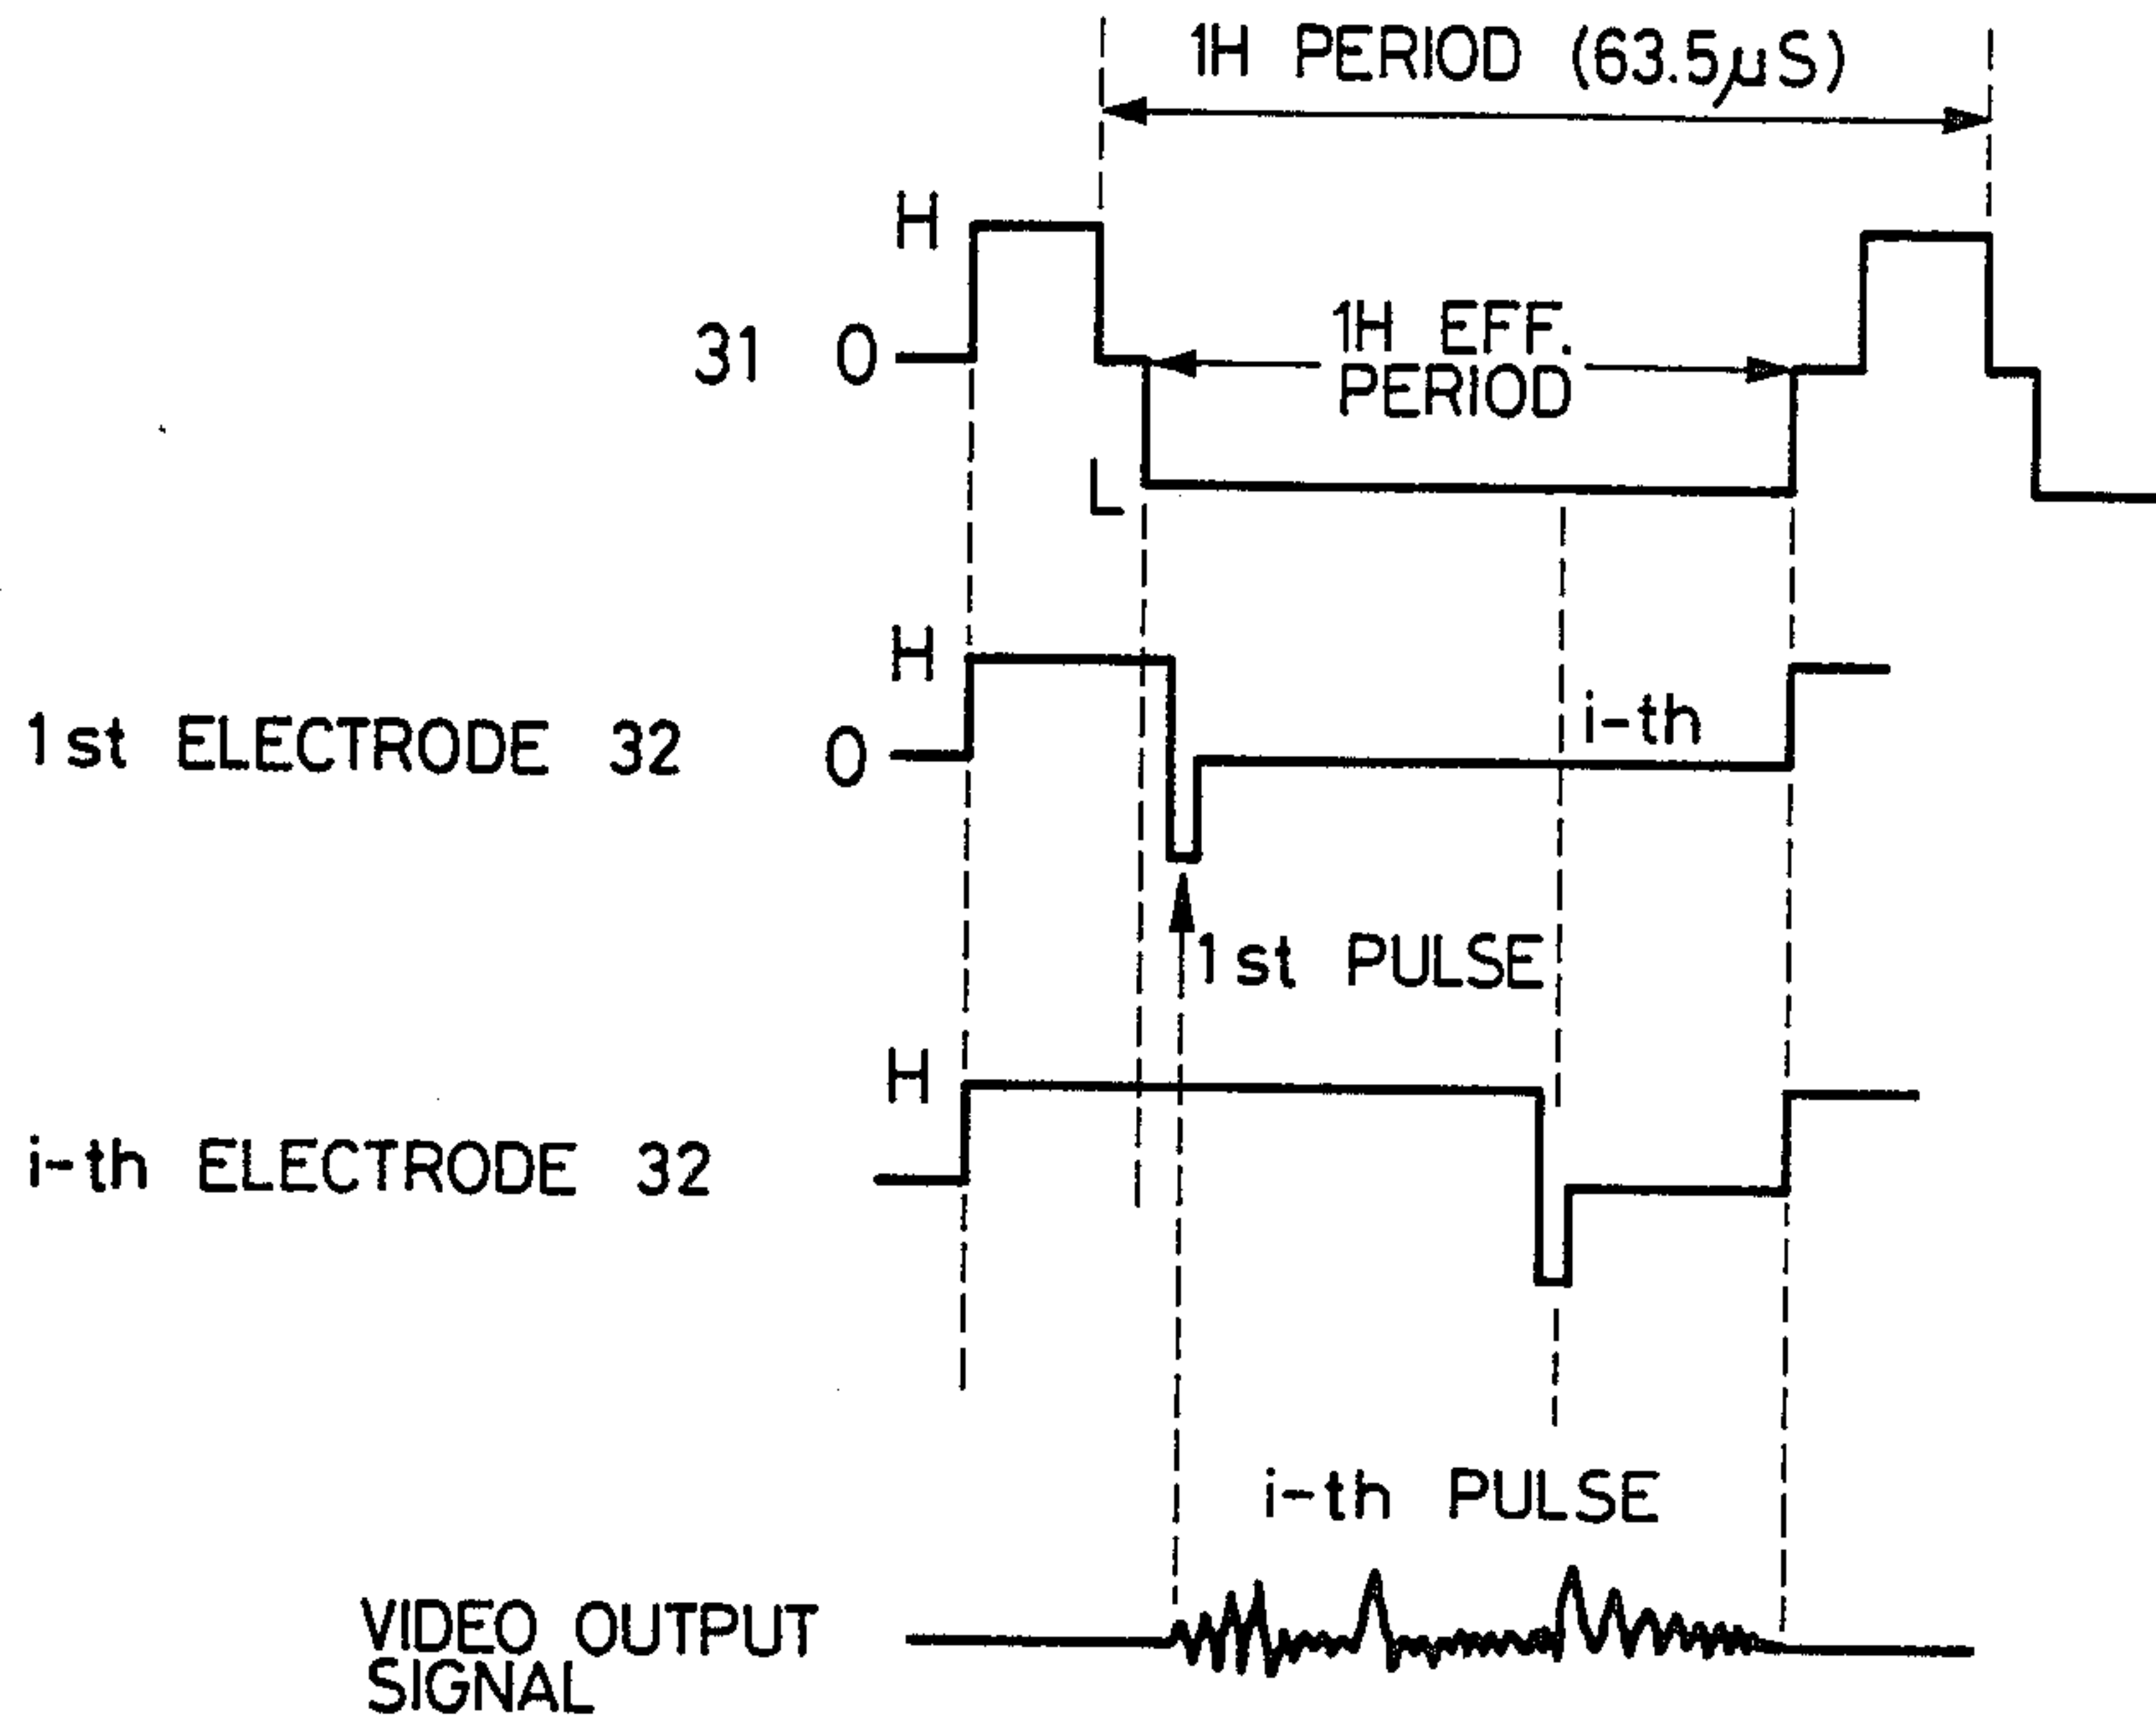 1H PERIOD (63.5μS)
H
31 0
1H EFF.
PERIOD
L
H
1st ELECTRODE 32 0
i-th
1st PULSE
H
i-th ELECTRODE 32
i-th PULSE
VIDEO OUTPUT
SIGNAL